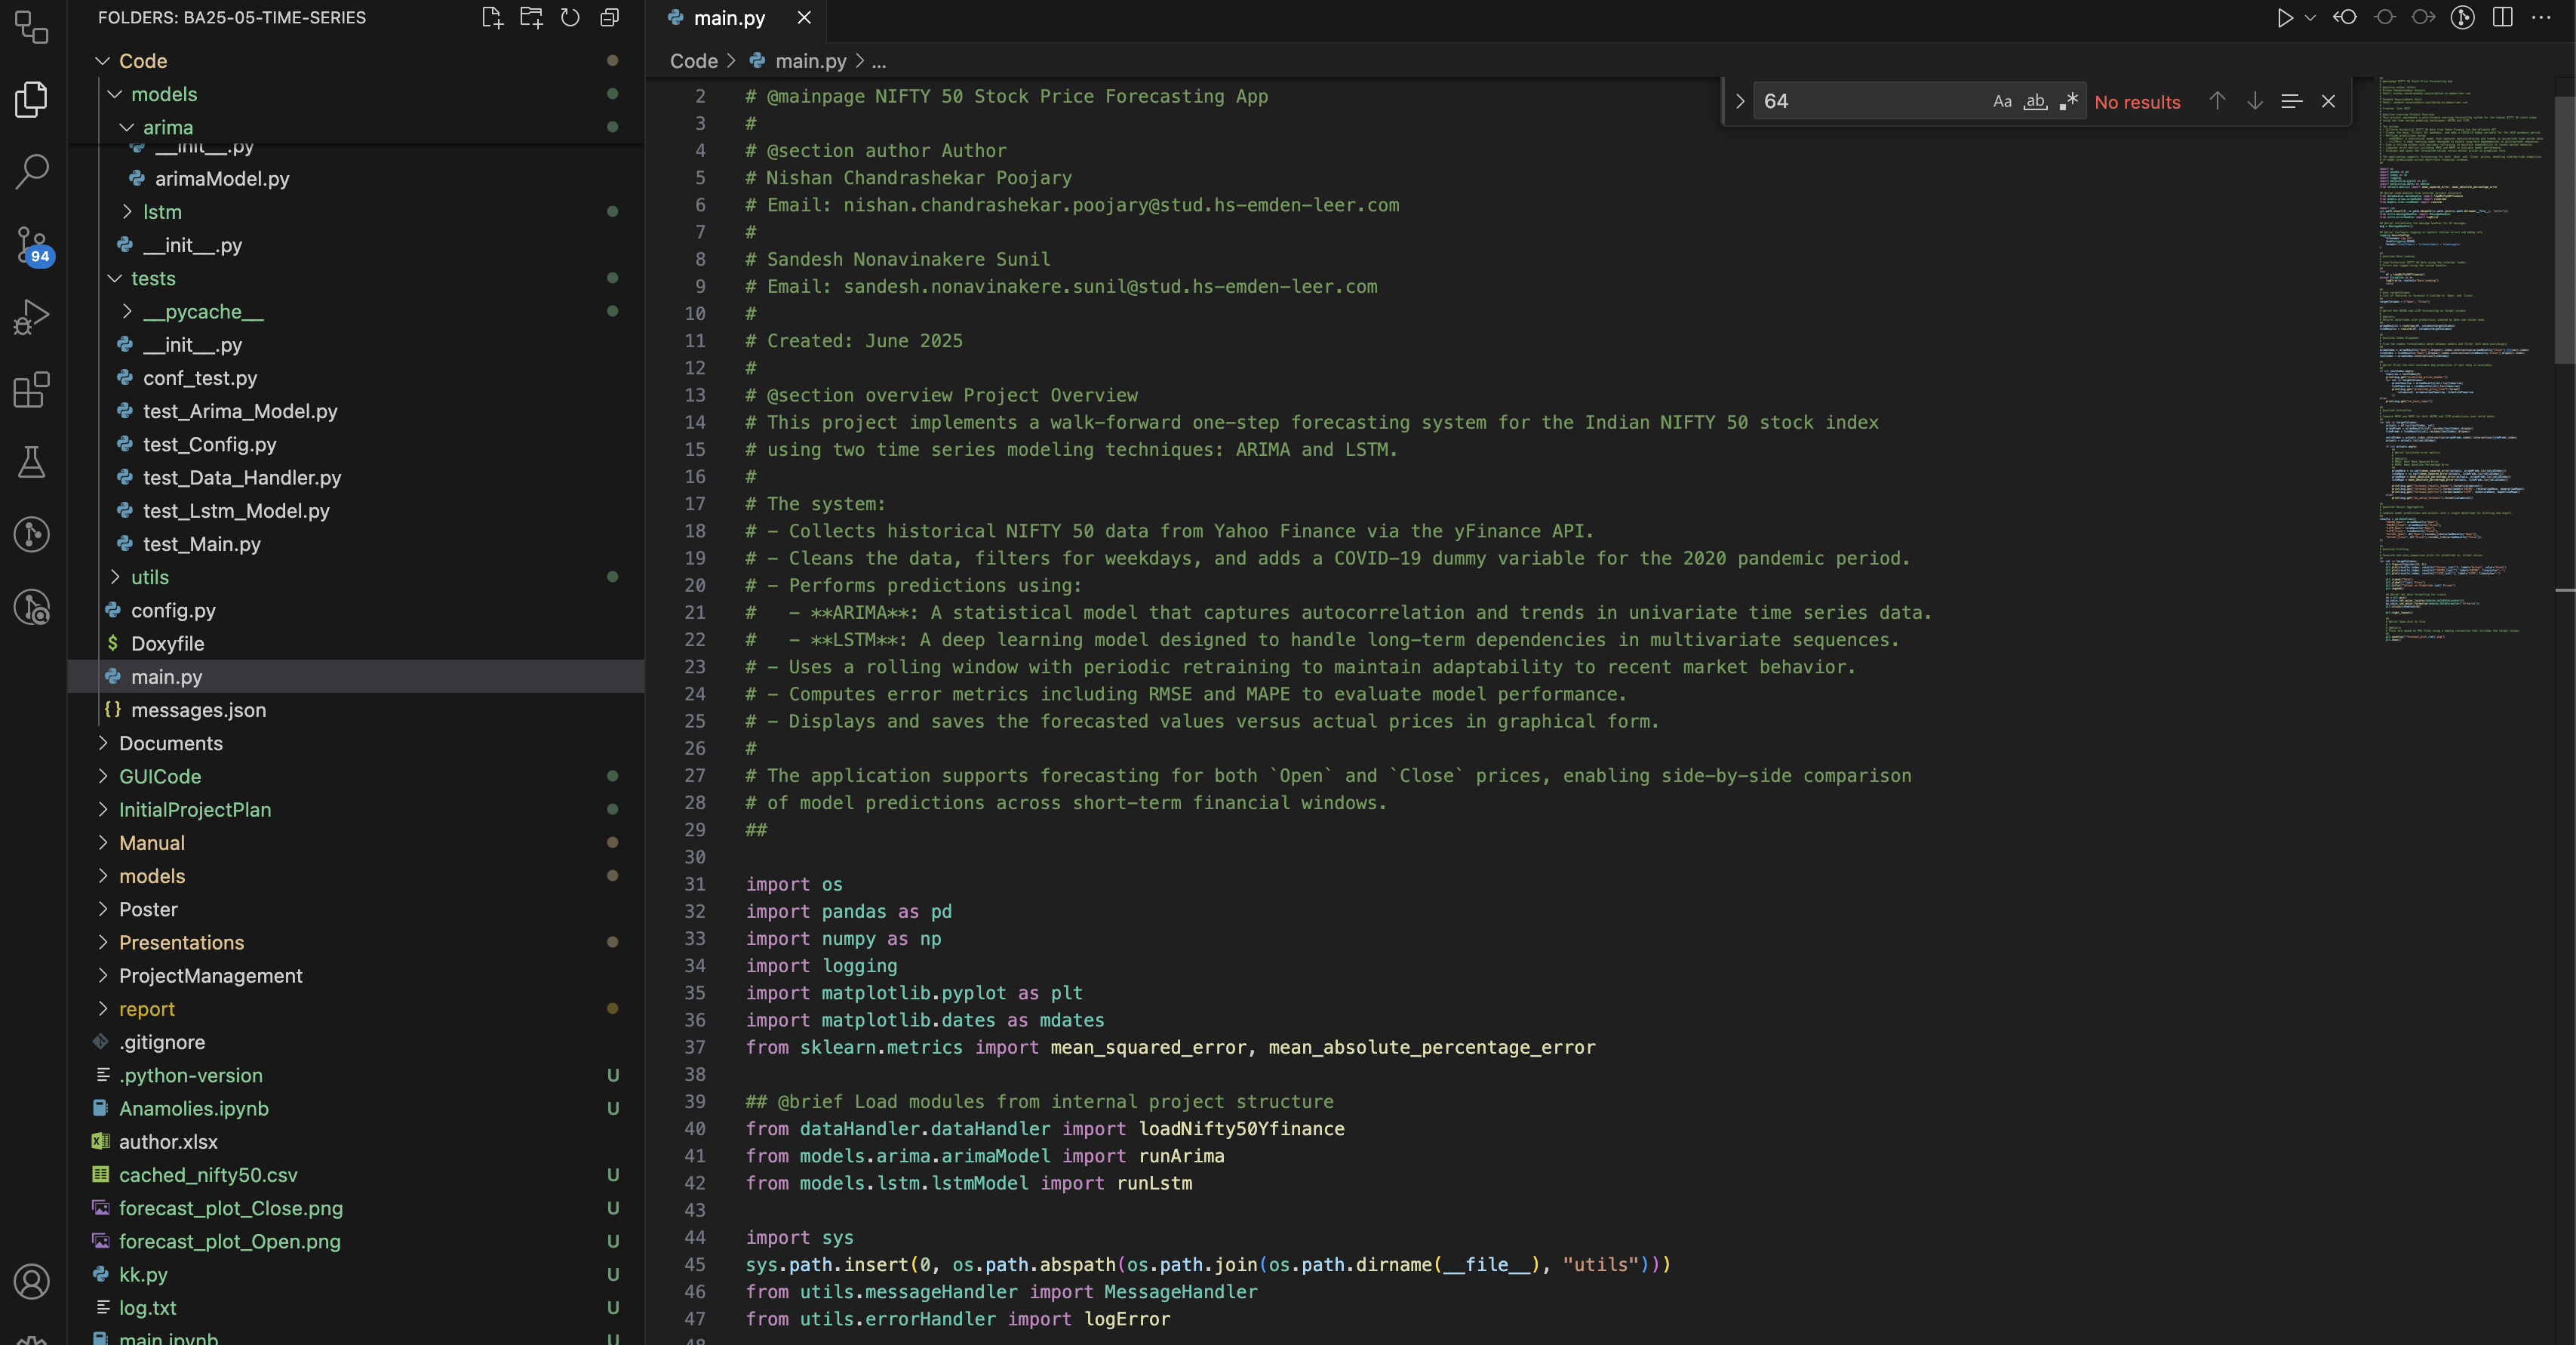 FOLDERS: BA25-05-TIME-SERIES
Code
models
arima
__init__.py
arimaModel.py
lstm
__init__.py
tests
__pycache__
__init__.py
conf_test.py
test_Arima_Model.py
test_Config.py
test_Data_Handler.py
test_Lstm_Model.py
test_Main.py
utils
config.py
$ Doxyfile
main.py
{} messages.json
Documents
GUICode
InitialProjectPlan
Manual
models
Poster
Presentations
ProjectManagement
report
.gitignore
.python-version U
Anamolies.ipynb U
author.xlsx
cached_nifty50.csv U
forecast_plot_Close.png U
forecast_plot_Open.png U
kk.py U
log.txt U
main.ipynb U
94
main.py
Code > main.py > ...
64 Aa ab .* No results
2 # @mainpage NIFTY 50 Stock Price Forecasting App
3 #
4 # @section author Author
5 # Nishan Chandrashekar Poojary
6 # Email: nishan.chandrashekar.poojary@stud.hs-emden-leer.com
7 #
8 # Sandesh Nonavinakere Sunil
9 # Email: sandesh.nonavinakere.sunil@stud.hs-emden-leer.com
10 #
11 # Created: June 2025
12 #
13 # @section overview Project Overview
14 # This project implements a walk-forward one-step forecasting system for the Indian NIFTY 50 stock index
15 # using two time series modeling techniques: ARIMA and LSTM.
16 #
17 # The system:
18 # - Collects historical NIFTY 50 data from Yahoo Finance via the yFinance API.
19 # - Cleans the data, filters for weekdays, and adds a COVID-19 dummy variable for the 2020 pandemic period.
20 # - Performs predictions using:
21 #   - **ARIMA**: A statistical model that captures autocorrelation and trends in univariate time series data.
22 #   - **LSTM**: A deep learning model designed to handle long-term dependencies in multivariate sequences.
23 # - Uses a rolling window with periodic retraining to maintain adaptability to recent market behavior.
24 # - Computes error metrics including RMSE and MAPE to evaluate model performance.
25 # - Displays and saves the forecasted values versus actual prices in graphical form.
26 #
27 # The application supports forecasting for both `Open` and `Close` prices, enabling side-by-side comparison
28 # of model predictions across short-term financial windows.
29 ##
30
31 import os
32 import pandas as pd
33 import numpy as np
34 import logging
35 import matplotlib.pyplot as plt
36 import matplotlib.dates as mdates
37 from sklearn.metrics import mean_squared_error, mean_absolute_percentage_error
38
39 ## @brief Load modules from internal project structure
40 from dataHandler.dataHandler import loadNifty50Yfinance
41 from models.arima.arimaModel import runArima
42 from models.lstm.lstmModel import runLstm
43
44 import sys
45 sys.path.insert(0, os.path.abspath(os.path.join(os.path.dirname(__file__), "utils")))
46 from utils.messageHandler import MessageHandler
47 from utils.errorHandler import logError
48